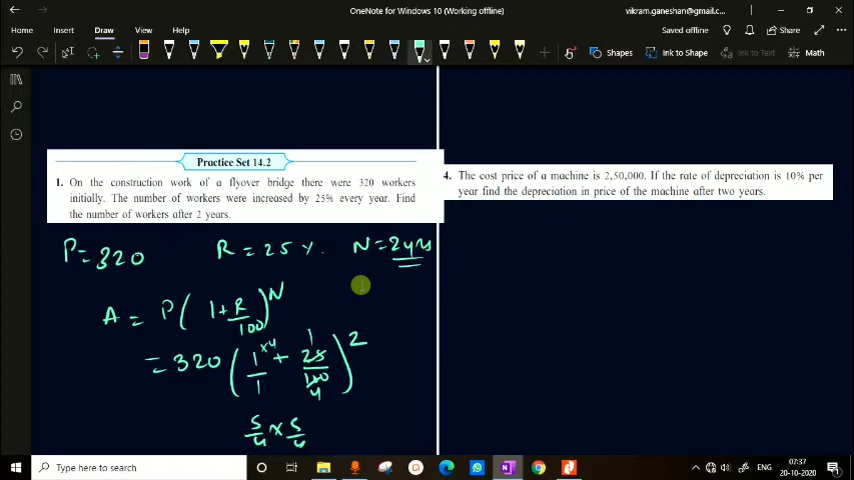 OneNote for Windows 10 (Working offline)
vikram.ganeshan@gmail.c...
Home Insert Draw View Help
Saved offline
Share
Shapes Ink to Shape Ink to Text Math
Practice Set 14.2
1. On the construction work of a flyover bridge there were 320 workers
initially. The number of workers were increased by 25% every year. Find
the number of workers after 2 years.
4. The cost price of a machine is 2,50,000. If the rate of depreciation is 10% per
year find the depreciation in price of the machine after two years.
P = 320 R = 25 %. N = 2 yrs
A = P ( 1 + R/100 )^N
= 320 ( 1/1 ×4 + 25/100 1 4 )^2
5/4 × 5/4
Type here to search
ENG
07:37
20-10-2020